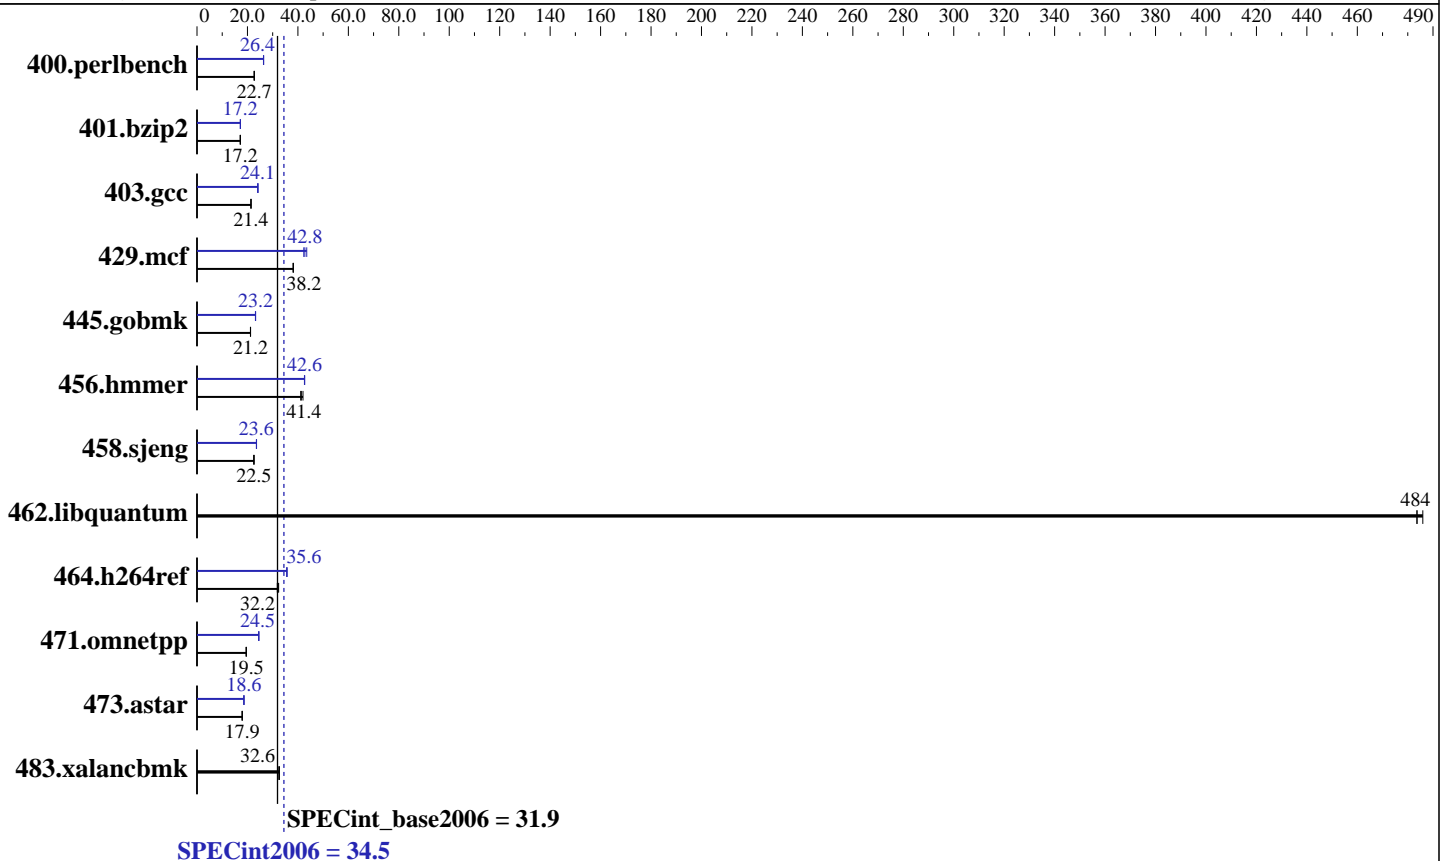 0 20.0 40.0 60.0 80.0 100 120 140 160 180 200 220 240 260 280 300 320 340 360 380 400 420 440 460 490
26.4
400.perlbench
22.7
17.2
401.bzip2
17.2
24.1
403.gcc
21.4
42.8
429.mcf
38.2
23.2
445.gobmk
21.2
42.6
456.hmmer
41.4
23.6
458.sjeng
22.5
484
462.libquantum
35.6
464.h264ref
32.2
24.5
471.omnetpp
19.5
18.6
473.astar
17.9
32.6
483.xalancbmk
SPECint_base2006 = 31.9
SPECint2006 = 34.5